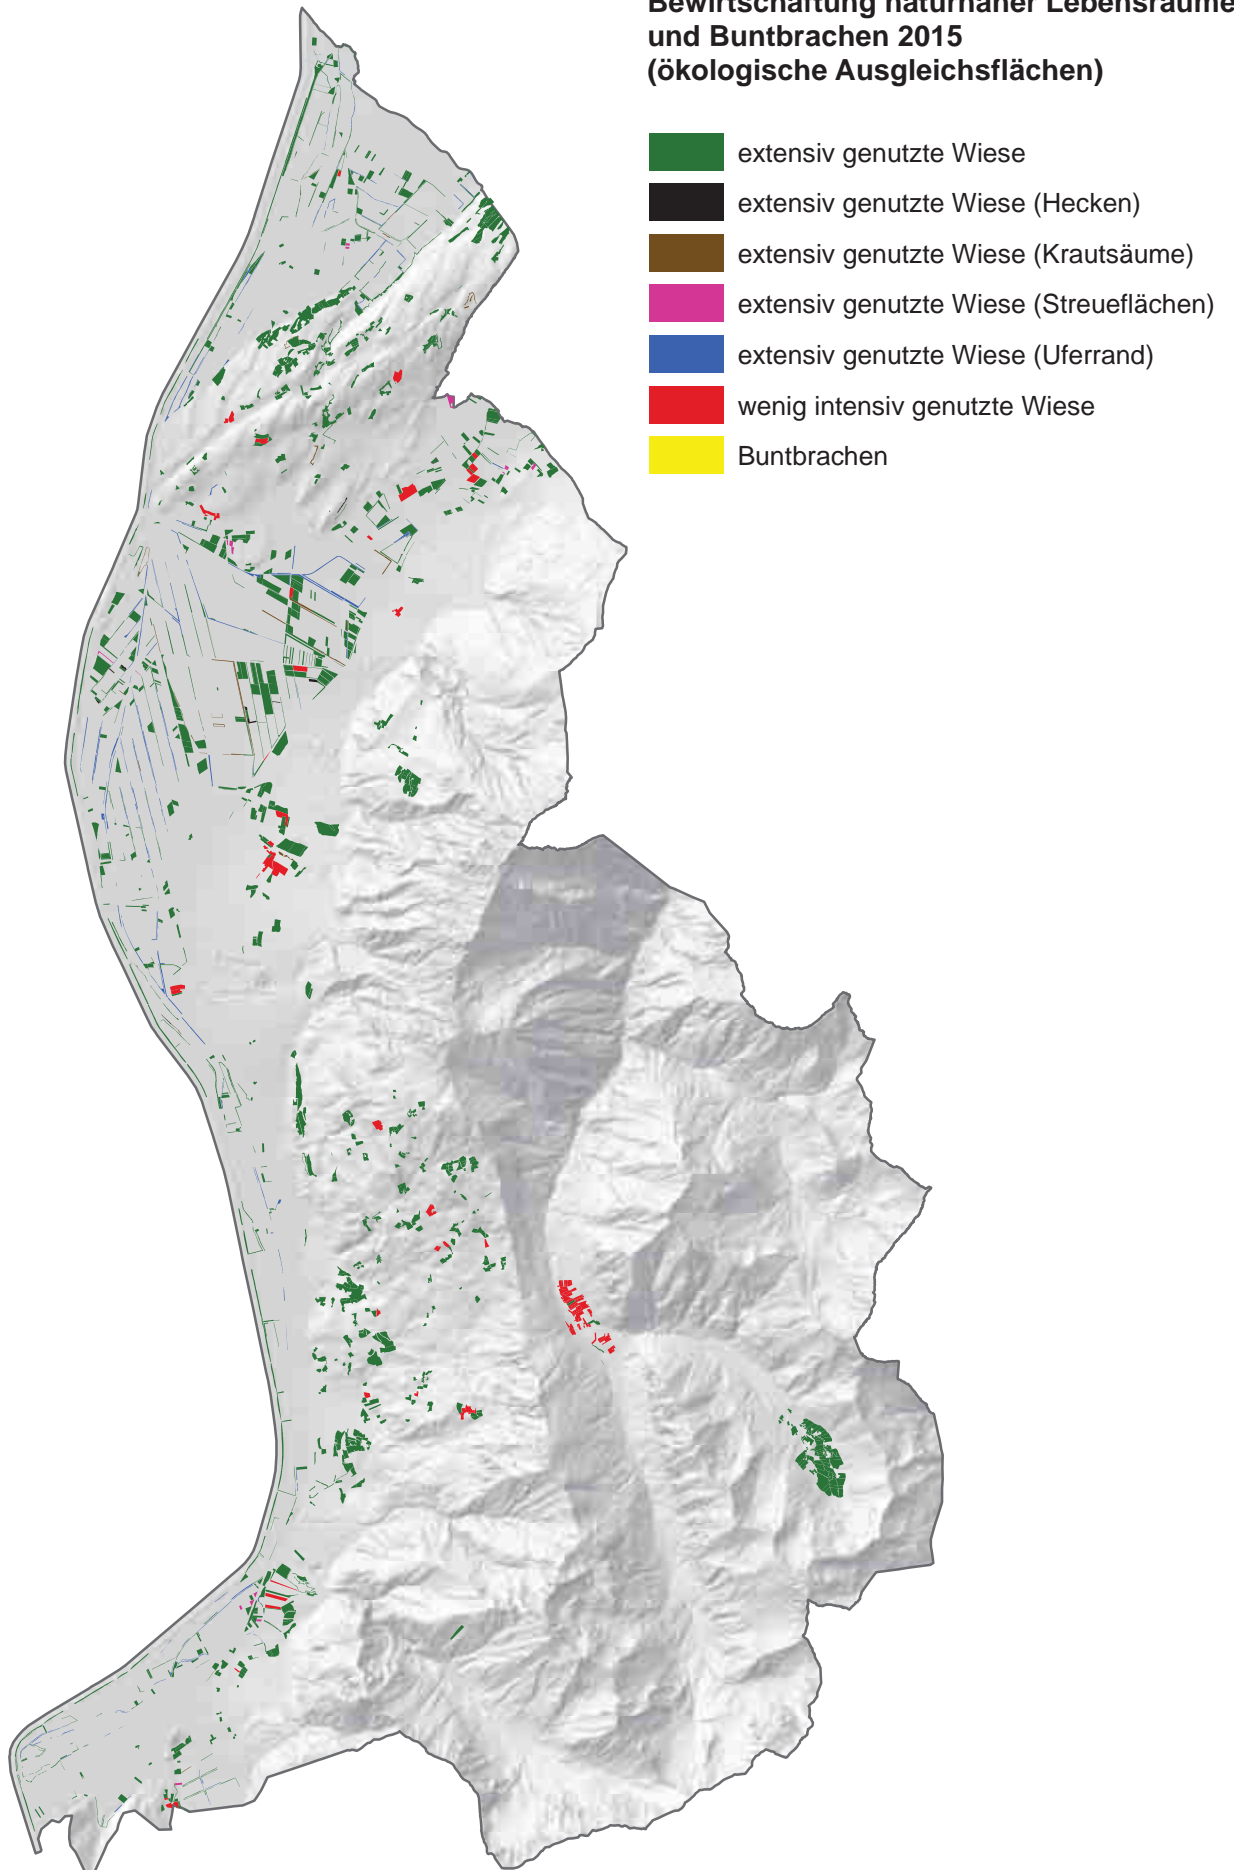 Bewirtschaftung naturnaher Lebensräume
und Buntbrachen 2015
(ökologische Ausgleichsflächen)
extensiv genutzte Wiese
extensiv genutzte Wiese (Hecken)
extensiv genutzte Wiese (Krautsäume)
extensiv genutzte Wiese (Streueflächen)
extensiv genutzte Wiese (Uferrand)
wenig intensiv genutzte Wiese
Buntbrachen